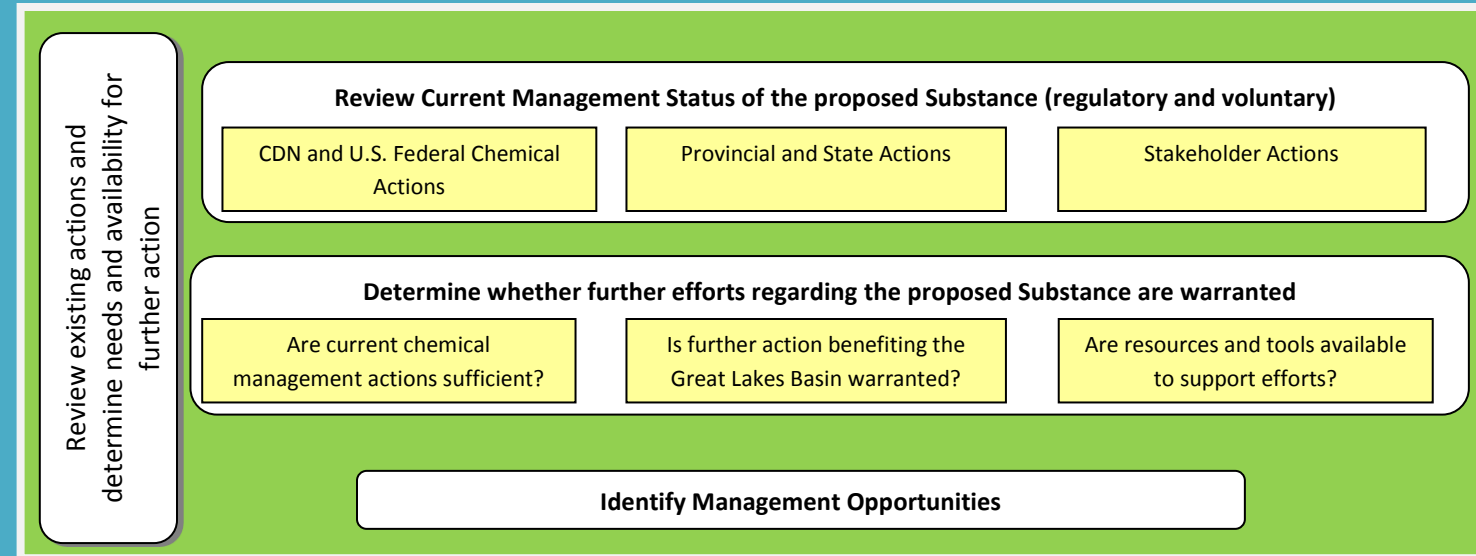 Review existing actions and
determine needs and availability for
further action
Review Current Management Status of the proposed Substance (regulatory and voluntary)
CDN and U.S. Federal Chemical
Actions
Provincial and State Actions
Stakeholder Actions
Determine whether further efforts regarding the proposed Substance are warranted
Are current chemical
management actions sufficient?
Is further action benefiting the
Great Lakes Basin warranted?
Are resources and tools available
to support efforts?
Identify Management Opportunities